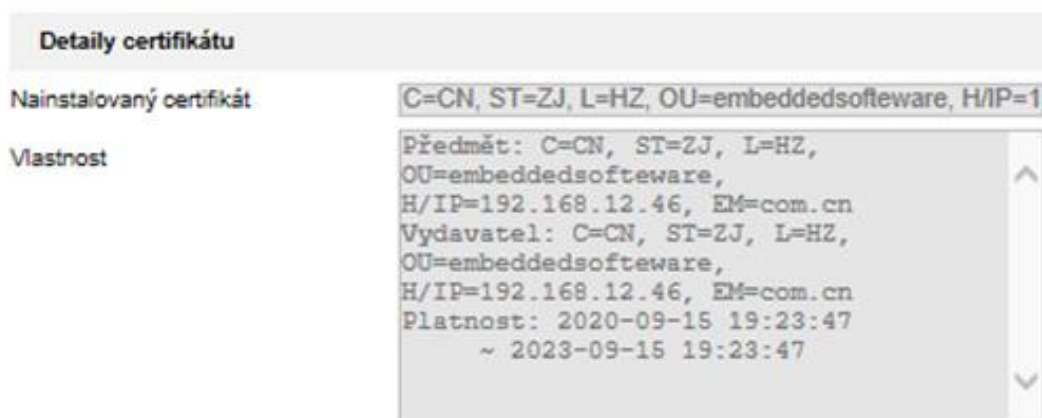 Detaily certifikátu
Nainstalovaný certifikát
C=CN, ST=ZJ, L=HZ, OU=embeddedsofteware, H/IP=1
Vlastnost
Předmět: C=CN, ST=ZJ, L=HZ,
OU=embeddedsofteware,
H/IP=192.168.12.46, EM=com.cn
Vydavatel: C=CN, ST=ZJ, L=HZ,
OU=embeddedsofteware,
H/IP=192.168.12.46, EM=com.cn
Platnost: 2020-09-15 19:23:47
~ 2023-09-15 19:23:47